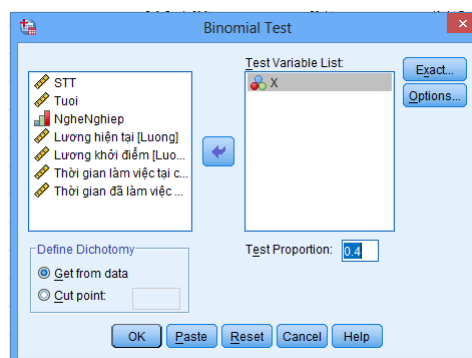 Binomial Test
STT
Tuoi
NgheNghiep
Lương hiện tại [Luong]
Lương khởi điểm [Luo...
Thời gian làm việc tại c...
Thời gian đã làm việc ...
Test Variable List:
X
Exact...
Options...
Define Dichotomy
Get from data
Cut point:
Test Proportion: 0.4
OK Paste Reset Cancel Help